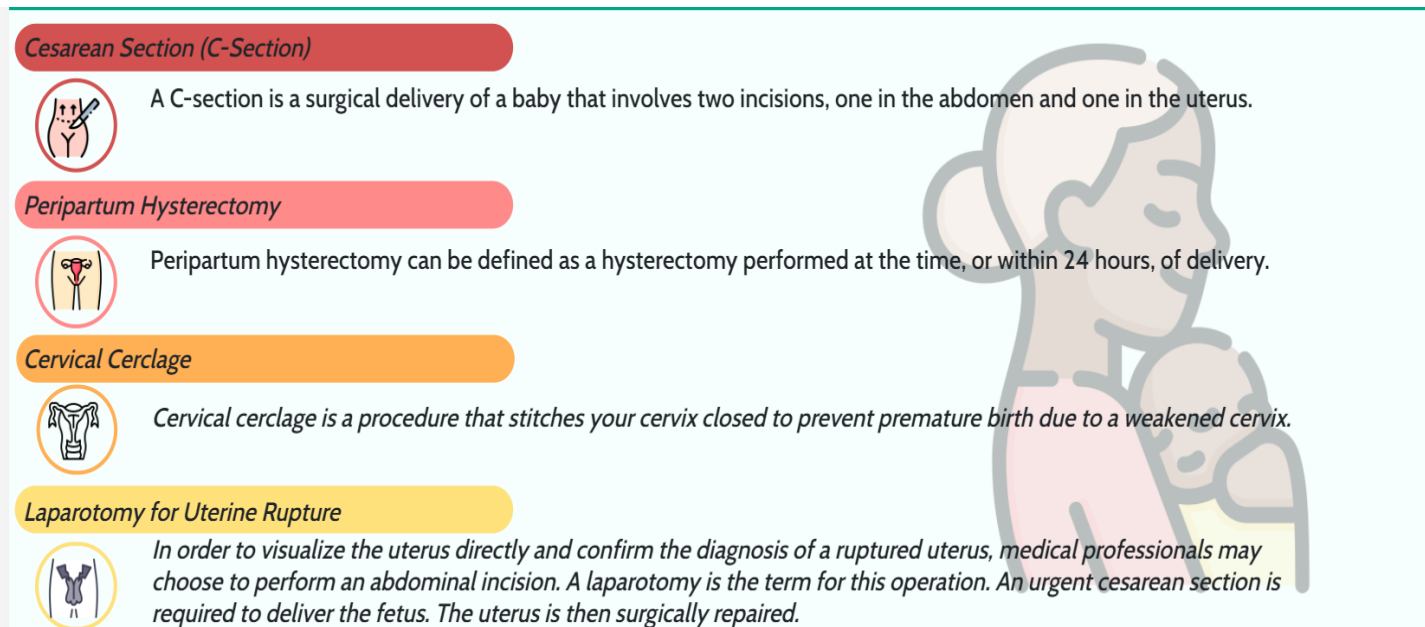 Cesarean Section (C-Section)
A C-section is a surgical delivery of a baby that involves two incisions, one in the abdomen and one in the uterus.
Peripartum Hysterectomy
Peripartum hysterectomy can be defined as a hysterectomy performed at the time, or within 24 hours, of delivery.
Cervical Cerclage
Cervical cerclage is a procedure that stitches your cervix closed to prevent premature birth due to a weakened cervix.
Laparotomy for Uterine Rupture
In order to visualize the uterus directly and confirm the diagnosis of a ruptured uterus, medical professionals may
choose to perform an abdominal incision. A laparotomy is the term for this operation. An urgent cesarean section is
required to deliver the fetus. The uterus is then surgically repaired.